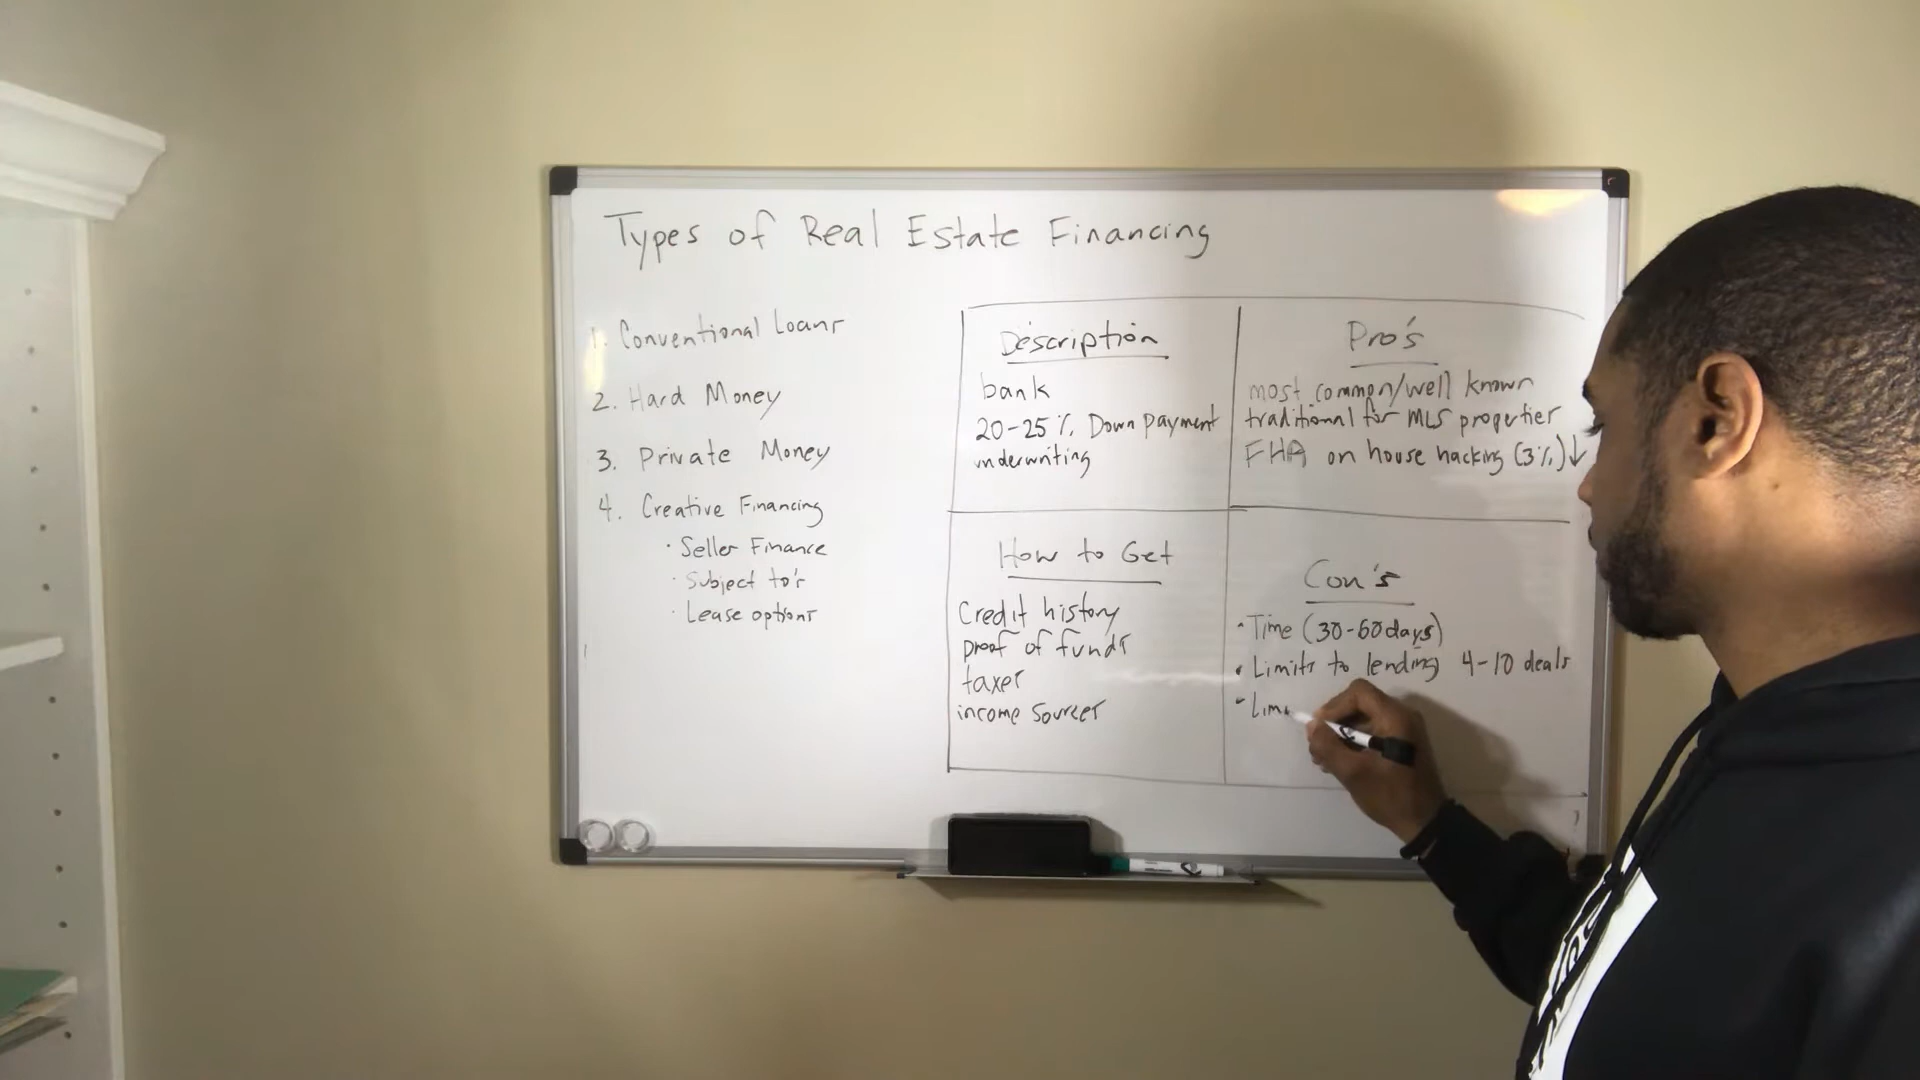 Types of Real Estate Financing
1. Conventional Loans
2. Hard Money
3. Private Money
4. Creative Financing
· Seller Finance
· Subject to's
· Lease options
Description
bank
20-25% Down payment
underwriting
Pro's
most common/well known
traditional for MLS properties
FHA on house hacking (3%)↓
How to Get
Credit history
proof of funds
taxes
income sources
Con's
- Time (30-60days)
• Limits to lending 4-10 deals
- Limi